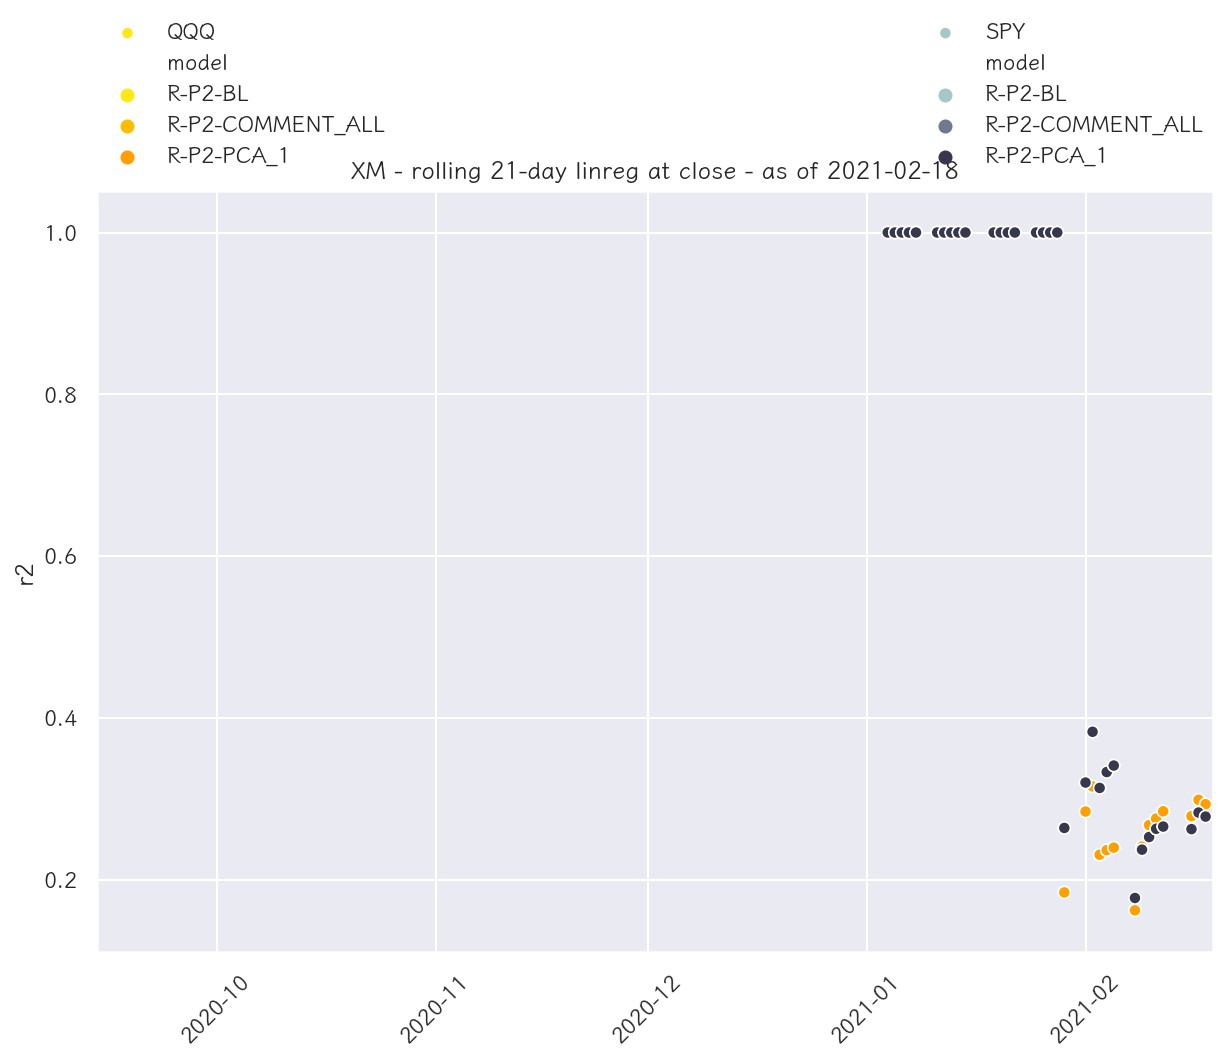 QQQ
model
R-P2-BL
R-P2-COMMENT_ALL
R-P2-PCA_1
SPY
model
R-P2-BL
R-P2-COMMENT_ALL
R-P2-PCA_1
XM - rolling 21-day linreg at close - as of 2021-02-18
1.0
0.8
0.6
0.4
0.2
r2
2020-10
2020-11
2020-12
2021-01
2021-02